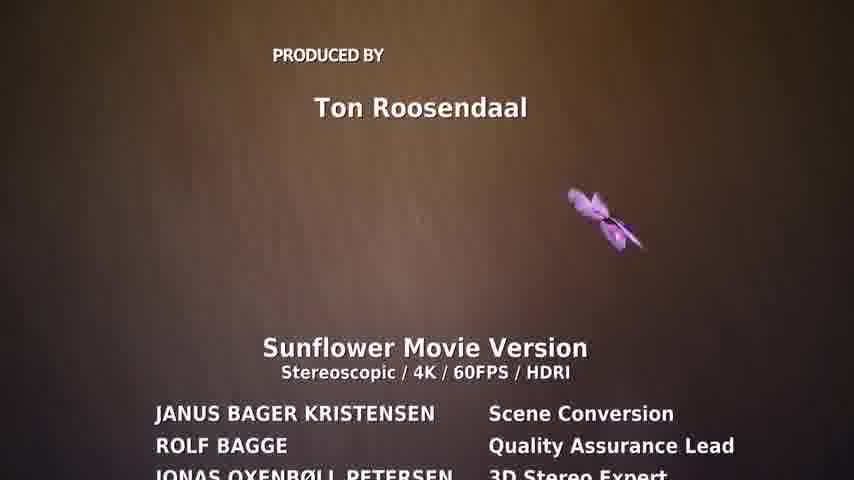 PRODUCED BY
Ton Roosendaal
Sunflower Movie Version
Stereoscopic / 4K / 60FPS / HDRI
JANUS BAGER KRISTENSEN Scene Conversion
ROLF BAGGE Quality Assurance Lead
JONAS OXENBØLL PETERSEN 3D Stereo Expert